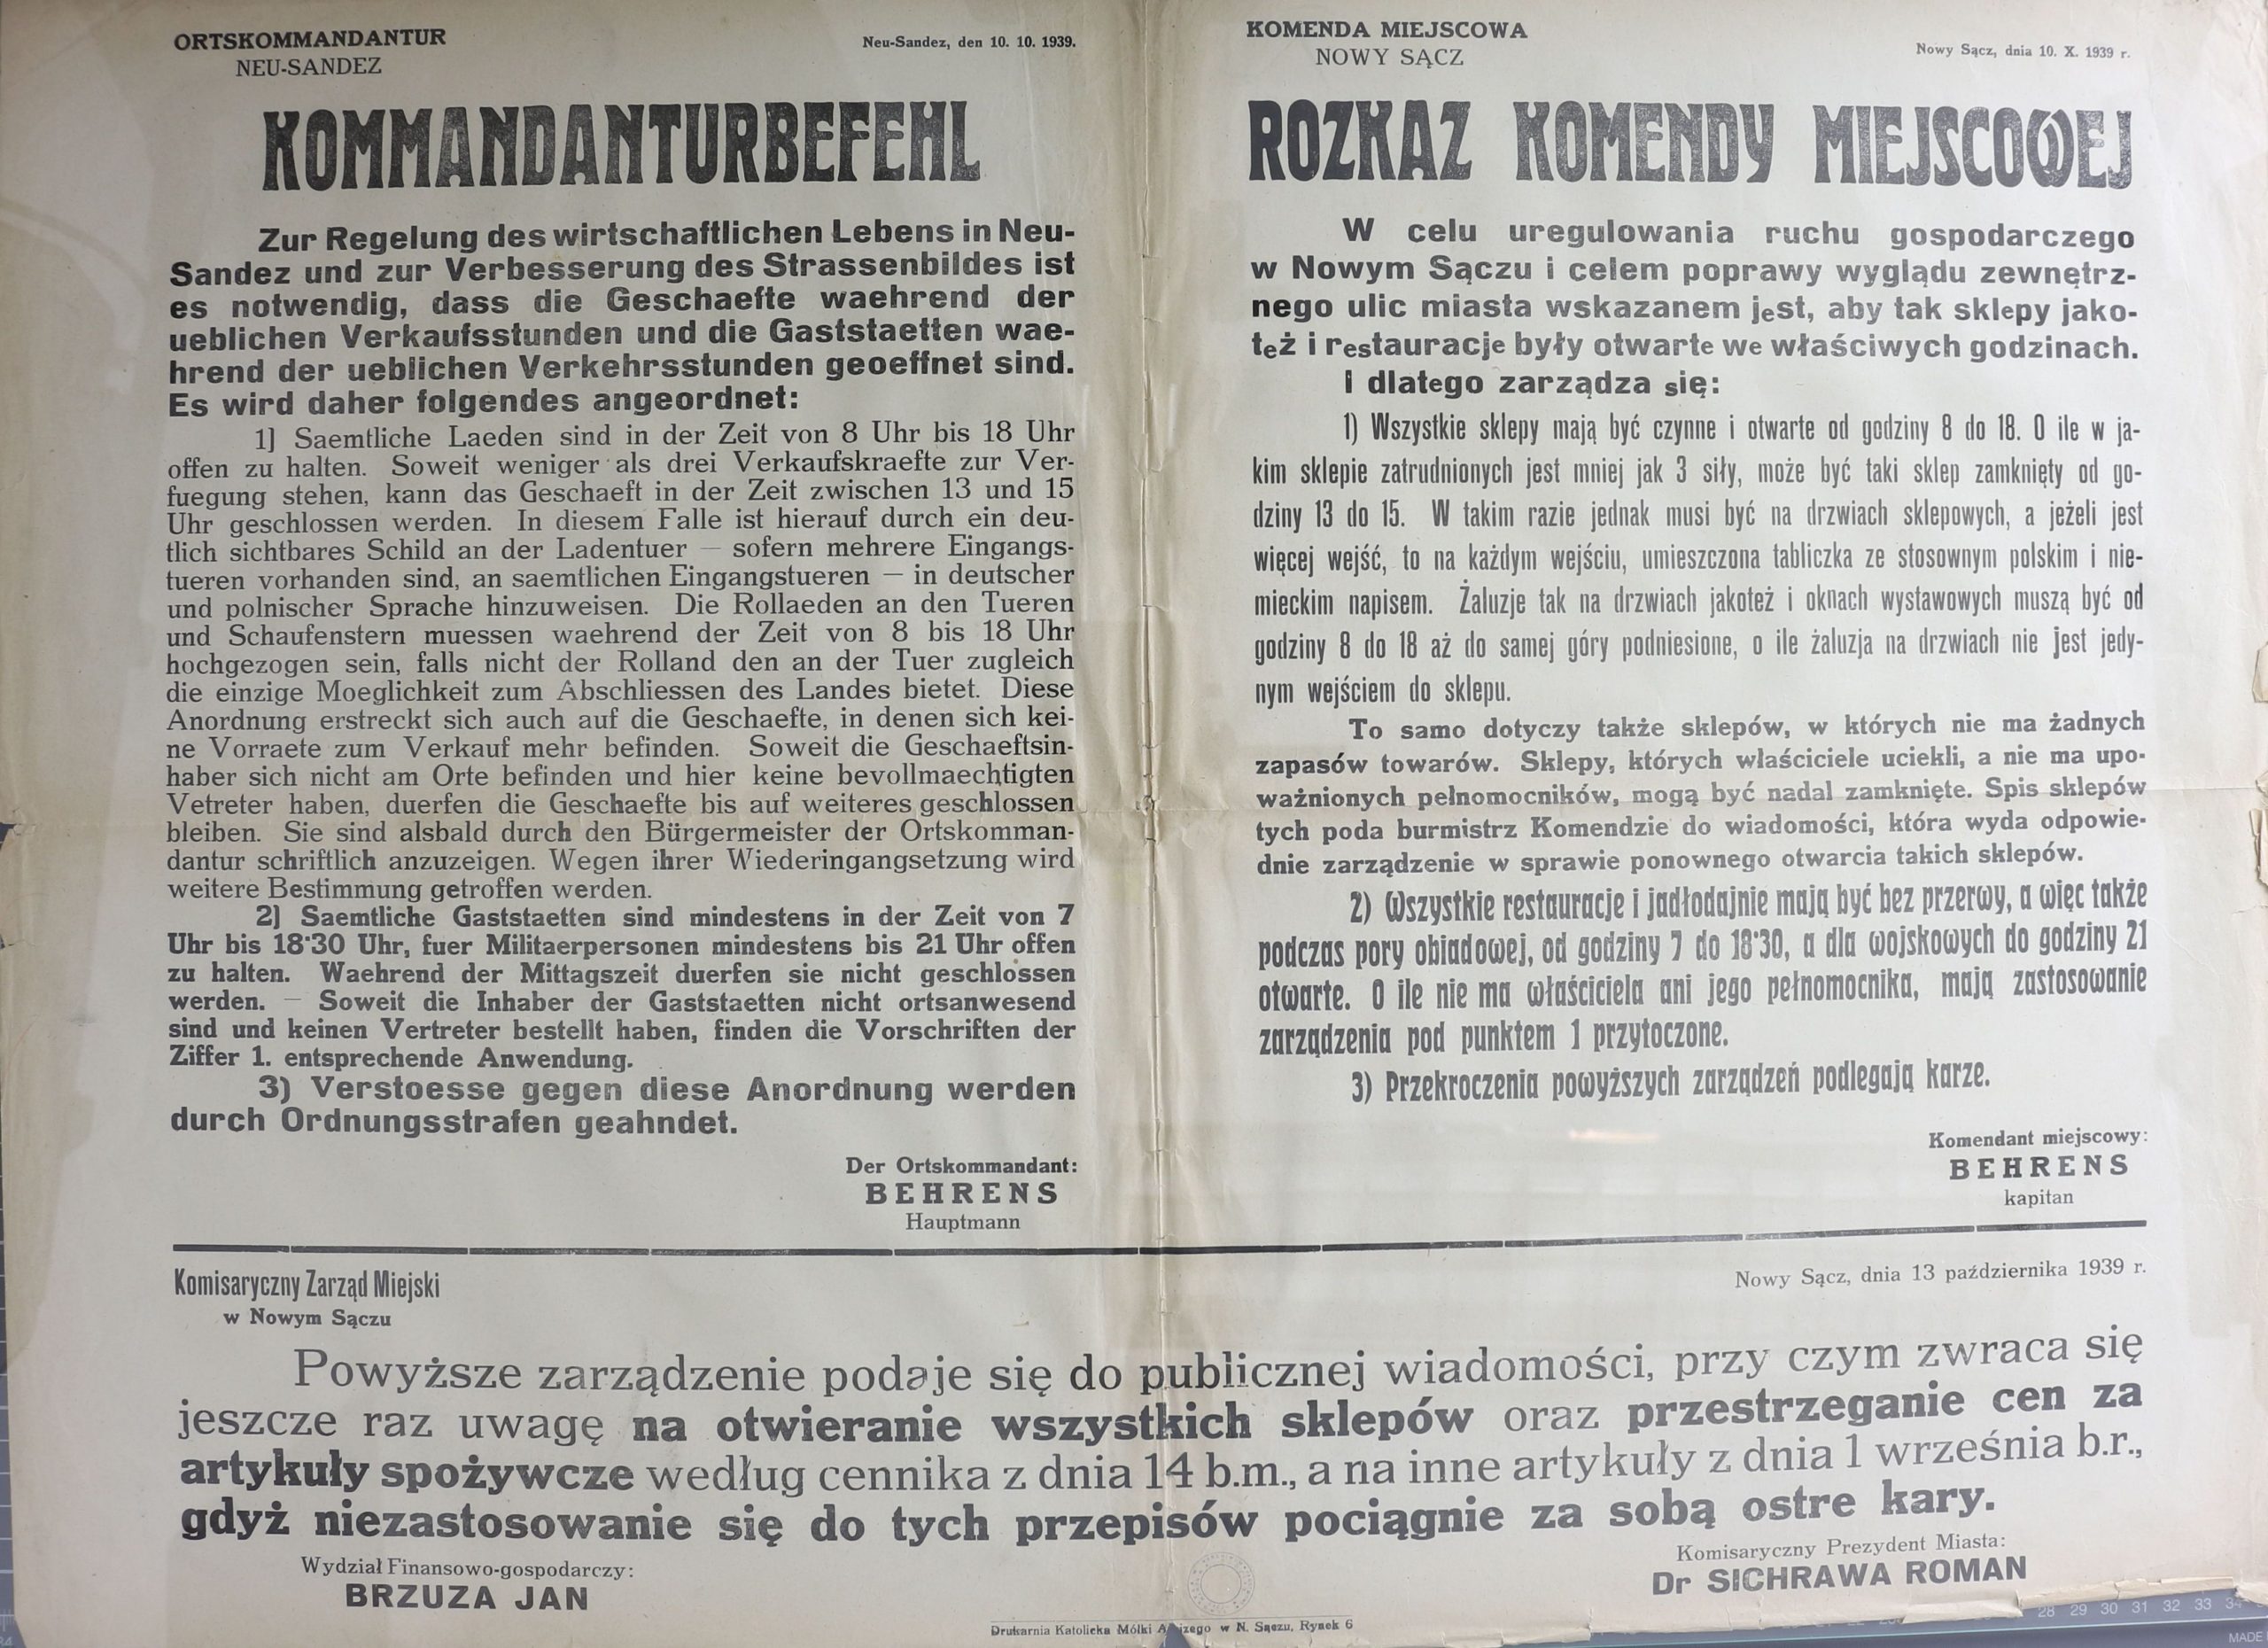 ORTSKOMMANDANTUR
NEU-SANDEZ
Neu-Sandez, den 10. 10. 1939.
KOMMANDANTURBEFEHL
Zur Regelung des wirtschaftlichen Lebens in Neu-
Sandez und zur Verbesserung des Strassenbildes ist
es notwendig, dass die Geschaefte waehrend der
ueblichen Verkaufsstunden und die Gaststaetten wae-
hrend der ueblichen Verkehrsstunden geoeffnet sind.
Es wird daher folgendes angeordnet:
1] Saemtliche Laeden sind in der Zeit von 8 Uhr bis 18 Uhr
offen zu halten. Soweit weniger als drei Verkaufskraefte zur Ver-
fuegung stehen, kann das Geschaeft in der Zeit zwischen 13 und 15
Uhr geschlossen werden. In diesem Falle ist hierauf durch ein deu-
tlich sichtbares Schild an der Ladentuer — sofern mehrere Eingangs-
tueren vorhanden sind, an saemtlichen Eingangstueren — in deutscher
und polnischer Sprache hinzuweisen. Die Rollaeden an den Tueren
und Schaufenstern muessen waehrend der Zeit von 8 bis 18 Uhr
hochgezogen sein, falls nicht der Rolland den an der Tuer zugleich
die einzige Moeglichkeit zum Abschliessen des Landes bietet. Diese
Anordnung erstreckt sich auch auf die Geschaefte, in denen sich kei-
ne Vorraete zum Verkauf mehr befinden. Soweit die Geschaeftsin-
haber sich nicht am Orte befinden und hier keine bevollmaechtigten
Vetreter haben, duerfen die Geschaefte bis auf weiteres geschlossen
bleiben. Sie sind alsbald durch den Bürgermeister der Ortskomman-
dantur schriftlich anzuzeigen. Wegen ihrer Wiederingangsetzung wird
weitere Bestimmung getroffen werden.
2] Saemtliche Gaststaetten sind mindestens in der Zeit von 7
Uhr bis 18·30 Uhr, fuer Militaerpersonen mindestens bis 21 Uhr offen
zu halten. Waehrend der Mittagszeit duerfen sie nicht geschlossen
werden. — Soweit die Inhaber der Gaststaetten nicht ortsanwesend
sind und keinen Vertreter bestellt haben, finden die Vorschriften der
Ziffer 1. entsprechende Anwendung.
3) Verstoesse gegen diese Anordnung werden
durch Ordnungsstrafen geahndet.
Der Ortskommandant:
BEHRENS
Hauptmann
KOMENDA MIEJSCOWA
NOWY SĄCZ
Nowy Sącz, dnia 10. X. 1939 r.
ROZKAZ KOMENDY MIEJSCOWEJ
W celu uregulowania ruchu gospodarczego
w Nowym Sączu i celem poprawy wyglądu zewnętrz-
nego ulic miasta wskazanem jest, aby tak sklepy jako-
też i restauracje były otwarte we właściwych godzinach.
I dlatego zarządza się:
1) Wszystkie sklepy mają być czynne i otwarte od godziny 8 do 18. O ile w ja-
kim sklepie zatrudnionych jest mniej jak 3 siły, może być taki sklep zamknięty od go-
dziny 13 do 15. W takim razie jednak musi być na drzwiach sklepowych, a jeżeli jest
więcej wejść, to na każdym wejściu, umieszczona tabliczka ze stosownym polskim i nie-
mieckim napisem. Żaluzje tak na drzwiach jakoteż i oknach wystawowych muszą być od
godziny 8 do 18 aż do samej góry podniesione, o ile żaluzja na drzwiach nie jest jedy-
nym wejściem do sklepu.
To samo dotyczy także sklepów, w których nie ma żadnych
zapasów towarów. Sklepy, których właściciele uciekli, a nie ma upo-
ważnionych pełnomocników, mogą być nadal zamknięte. Spis sklepów
tych poda burmistrz Komendzie do wiadomości, która wyda odpowie-
dnie zarządzenie w sprawie ponownego otwarcia takich sklepów.
2) Wszystkie restauracje i jadłodajnie mają być bez przerwy, a więc także
podczas pory obiadowej, od godziny 7 do 18·30, a dla wojskowych do godziny 21
otwarte. O ile nie ma właściciela ani jego pełnomocnika, mają zastosowanie
zarządzenia pod punktem 1 przytoczone.
3) Przekroczenia powyższych zarządzeń podlegają karze.
Komendant miejscowy:
BEHRENS
kapitan
Komisaryczny Zarząd Miejski
w Nowym Sączu
Nowy Sącz, dnia 13 października 1939 r.
Powyższe zarządzenie podaje się do publicznej wiadomości, przy czym zwraca się
jeszcze raz uwagę na otwieranie wszystkich sklepów oraz przestrzeganie cen za
artykuły spożywcze według cennika z dnia 14 b.m., a na inne artykuły z dnia 1 września b.r.,
gdyż niezastosowanie się do tych przepisów pociągnie za sobą ostre kary.
Wydział Finansowo-gospodarczy:
BRZUZA JAN
Komisaryczny Prezydent Miasta:
Dr SICHRAWA ROMAN
Drukarnia Katolicka Mółki w N. Sączu, Rynek 6
28 29 30 31 32 33 34
MADE